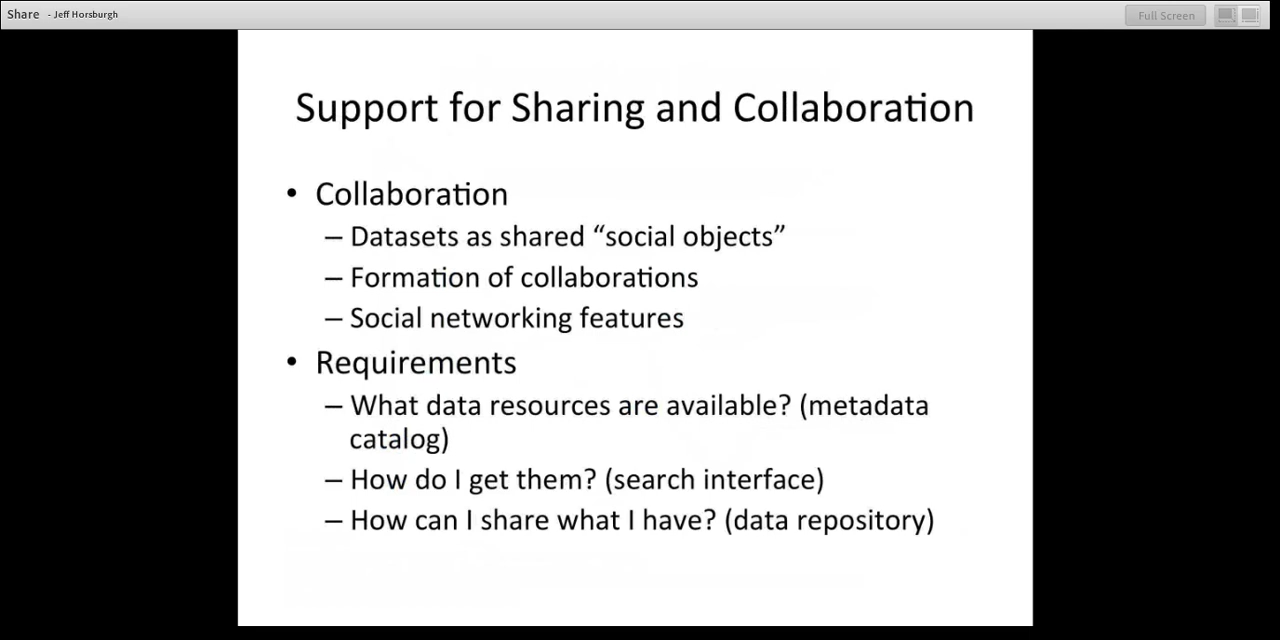 Share - Jeff Horsburgh
Full Screen
Support for Sharing and Collaboration
• Collaboration
– Datasets as shared “social objects”
– Formation of collaborations
– Social networking features
• Requirements
– What data resources are available? (metadata
catalog)
– How do I get them? (search interface)
– How can I share what I have? (data repository)